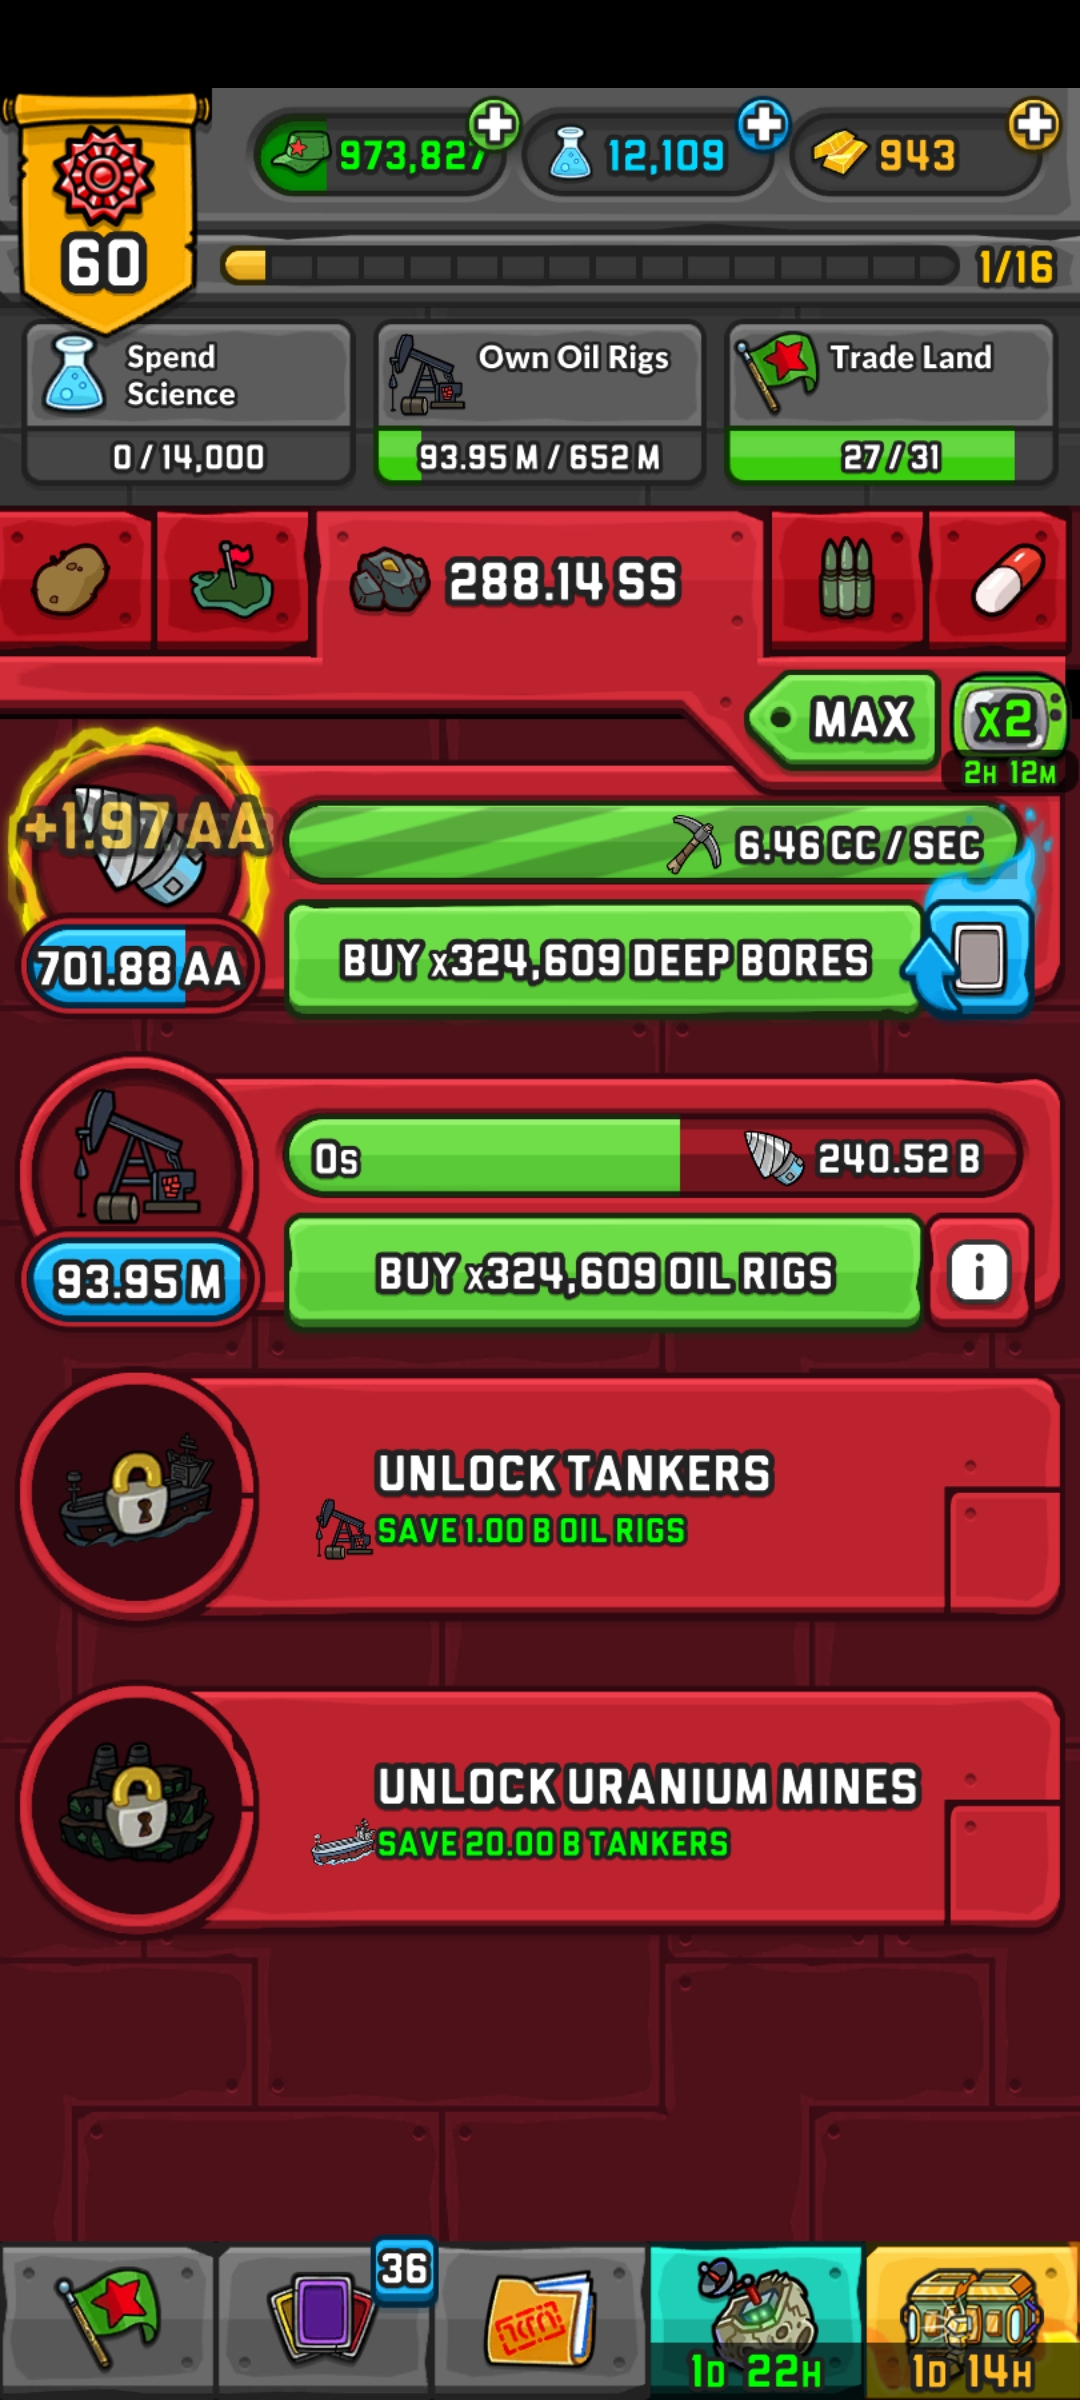 973,827
12,109
943
60
1/16
Spend
Science
0/14,000
Own Oil Rigs
93.95 M / 652 M
Trade Land
27/31
288.14 SS
MAX
x2
2H 12M
+1.97 AA
6.46 CC / SEC
701.88 AA
BUY x324,609 DEEP BORES
0s
240.52 B
93.95 M
BUY x324,609 OIL RIGS
i
UNLOCK TANKERS
SAVE 1.00 B OIL RIGS
UNLOCK URANIUM MINES
SAVE 20.00 B TANKERS
36
1D 22H
1D 14H